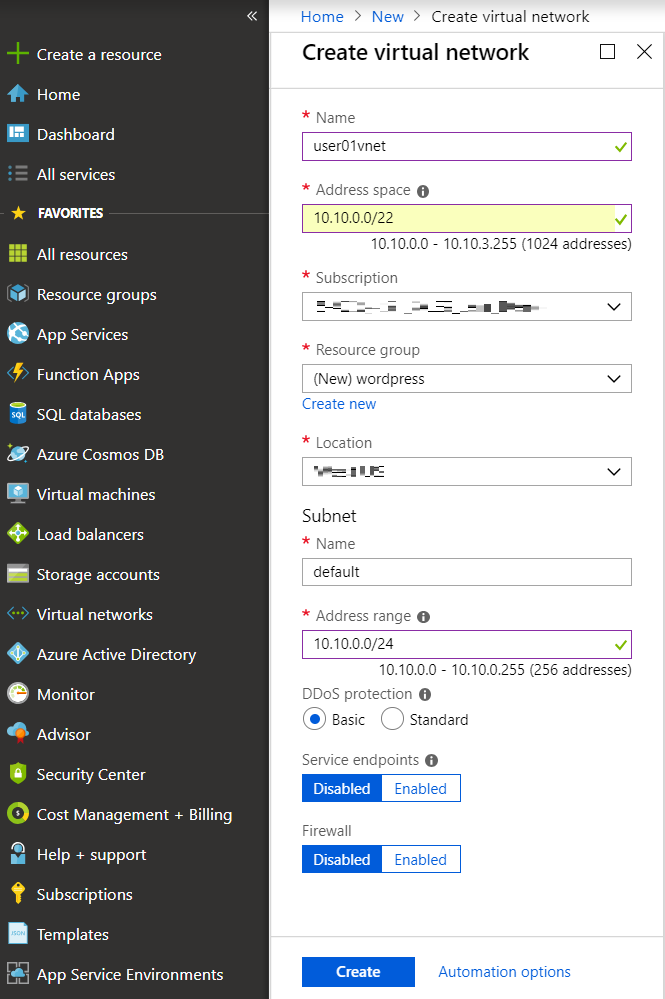 «
Create a resource
Home
Dashboard
All services
FAVORITES
All resources
Resource groups
App Services
Function Apps
SQL databases
Azure Cosmos DB
Virtual machines
Load balancers
Storage accounts
Virtual networks
Azure Active Directory
Monitor
Advisor
Security Center
Cost Management + Billing
Help + support
Subscriptions
Templates
App Service Environments
Home > New > Create virtual network
Create virtual network
* Name
user01vnet
* Address space
10.10.0.0/22
10.10.0.0 - 10.10.3.255 (1024 addresses)
* Subscription
* Resource group
(New) wordpress
Create new
* Location
Subnet
* Name
default
* Address range
10.10.0.0/24
10.10.0.0 - 10.10.0.255 (256 addresses)
DDoS protection
Basic Standard
Service endpoints
Disabled Enabled
Firewall
Disabled Enabled
Create Automation options